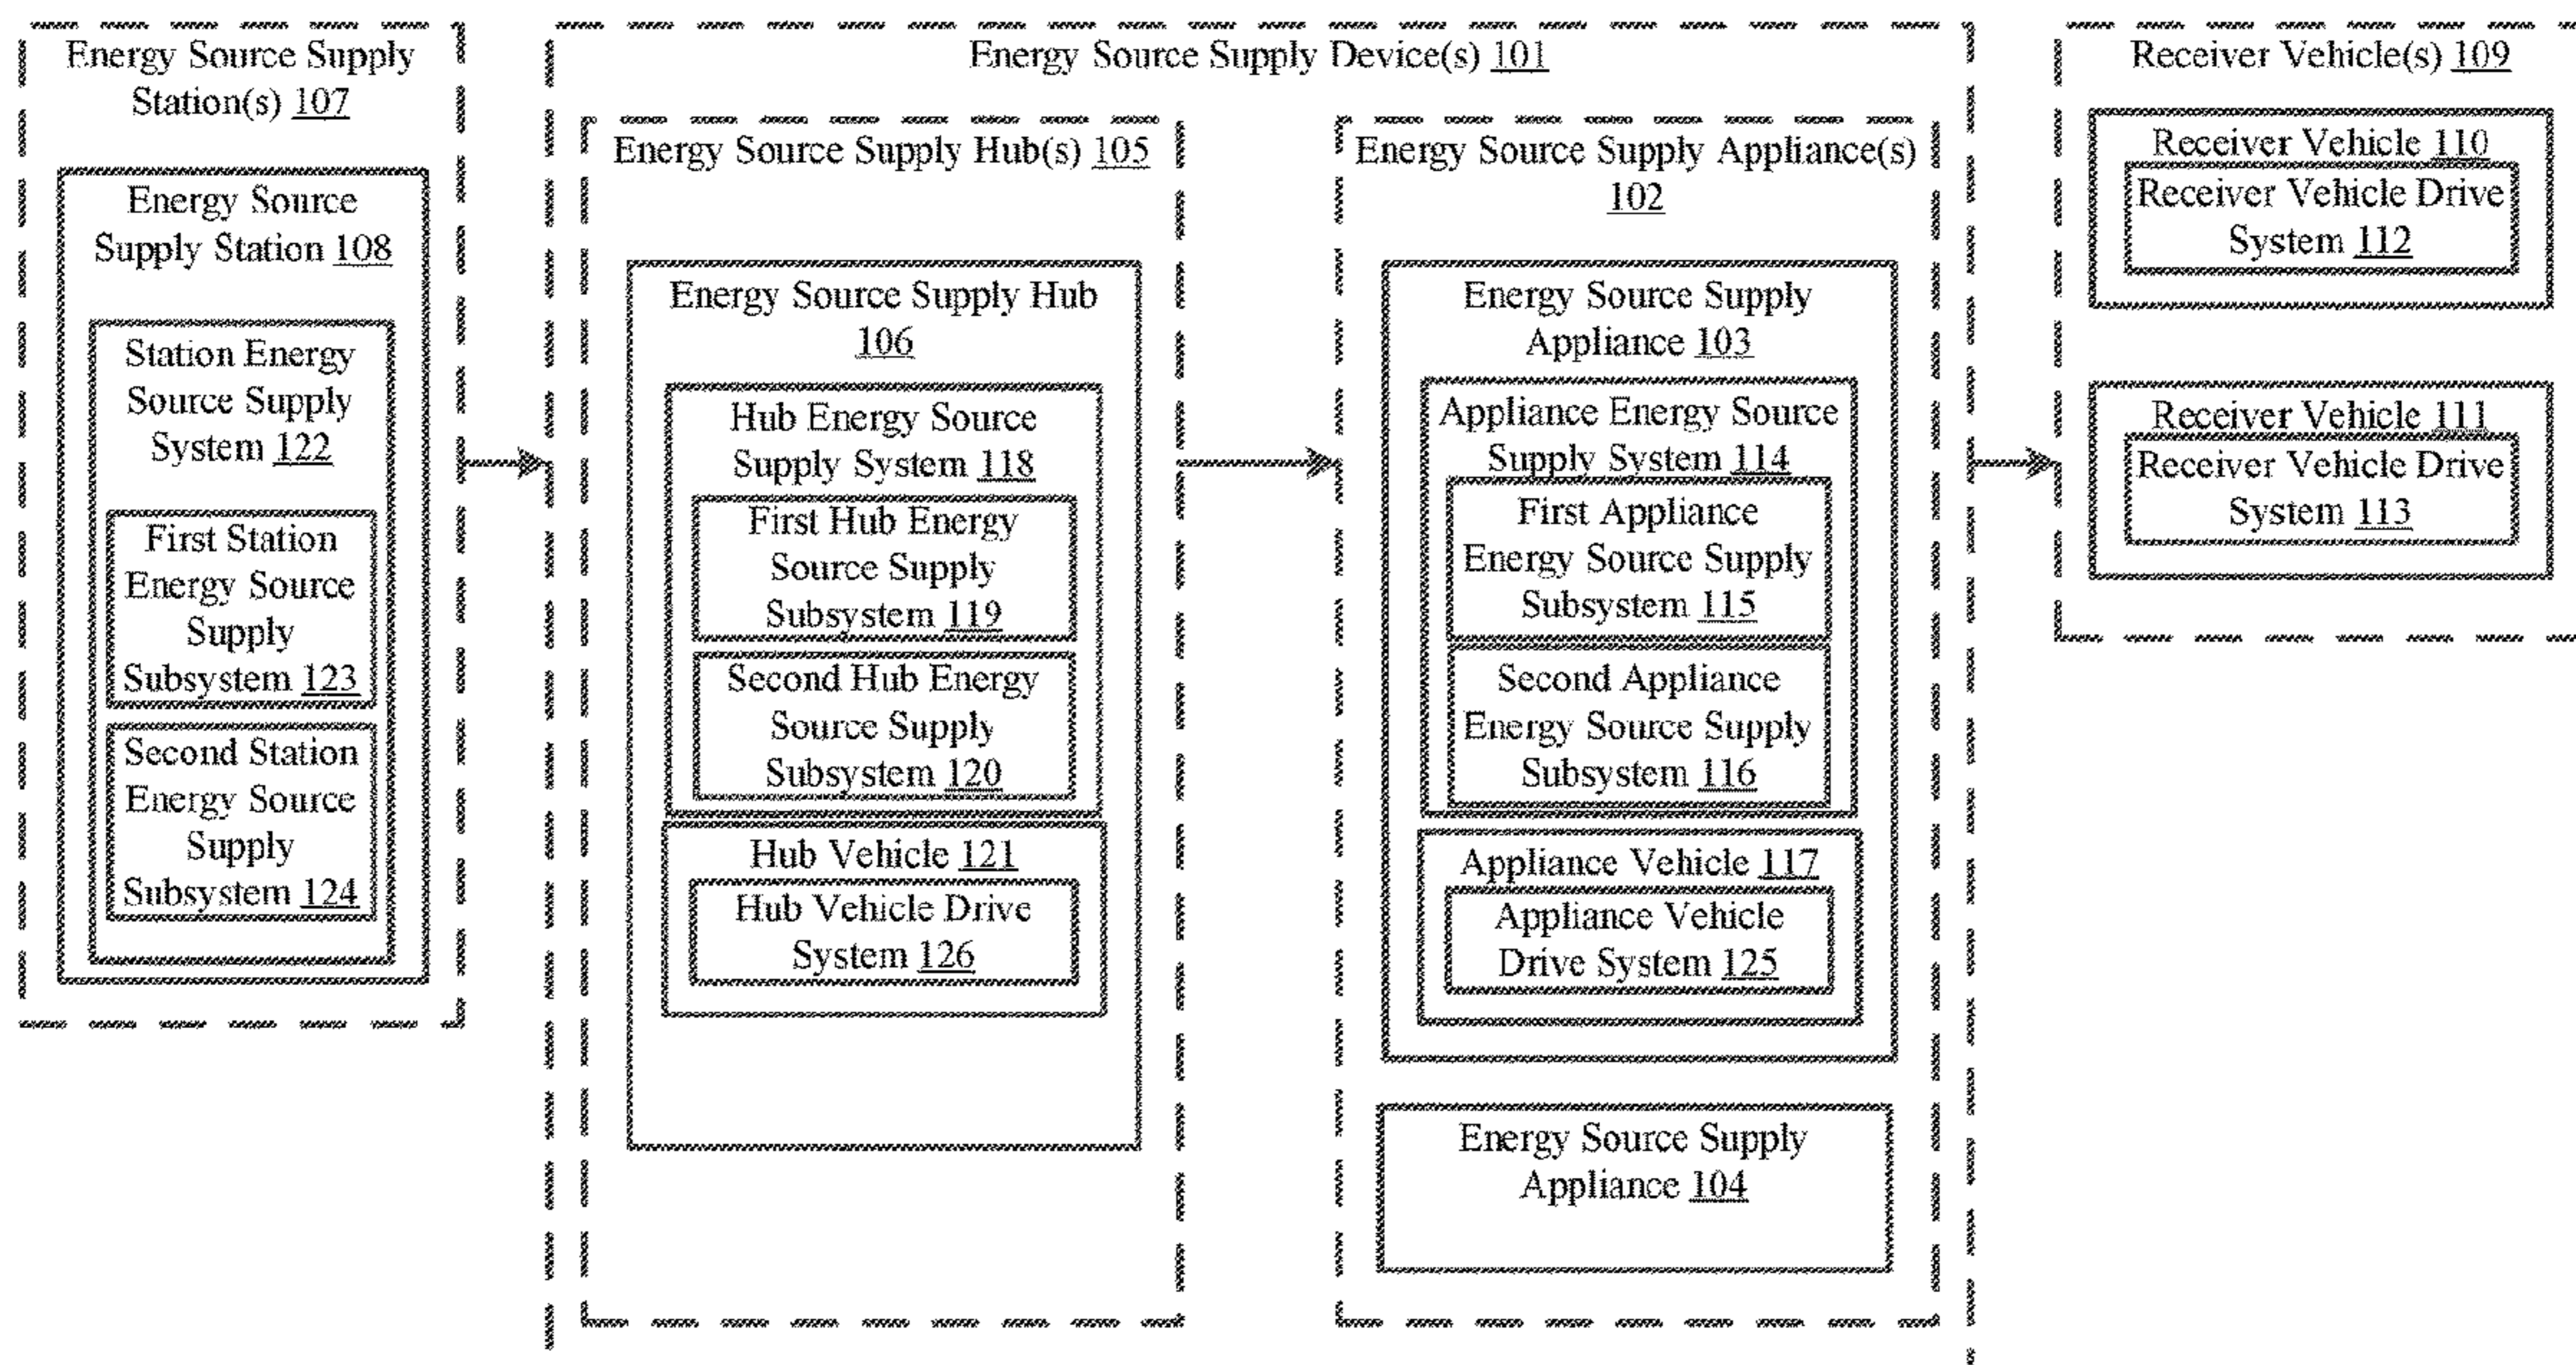 Energy Source Supply
Station(s) 107
Energy Source
Supply Station 108
Station Energy
Source Supply
System 122
First Station
Energy Source
Supply
Subsystem 123
Second Station
Energy Source
Supply
Subsystem 124
Energy Source Supply Device(s) 101
Energy Source Supply Hub(s) 105
Energy Source Supply Hub
106
Hub Energy Source
Supply System 118
First Hub Energy
Source Supply
Subsystem 119
Second Hub Energy
Source Supply
Subsystem 120
Hub Vehicle 121
Hub Vehicle Drive
System 126
Energy Source Supply Appliance(s)
102
Energy Source Supply
Appliance 103
Appliance Energy Source
Supply System 114
First Appliance
Energy Source Supply
Subsystem 115
Second Appliance
Energy Source Supply
Subsystem 116
Appliance Vehicle 117
Appliance Vehicle
Drive System 125
Energy Source Supply
Appliance 104
Receiver Vehicle(s) 109
Receiver Vehicle 110
Receiver Vehicle Drive
System 112
Receiver Vehicle 111
Receiver Vehicle Drive
System 113